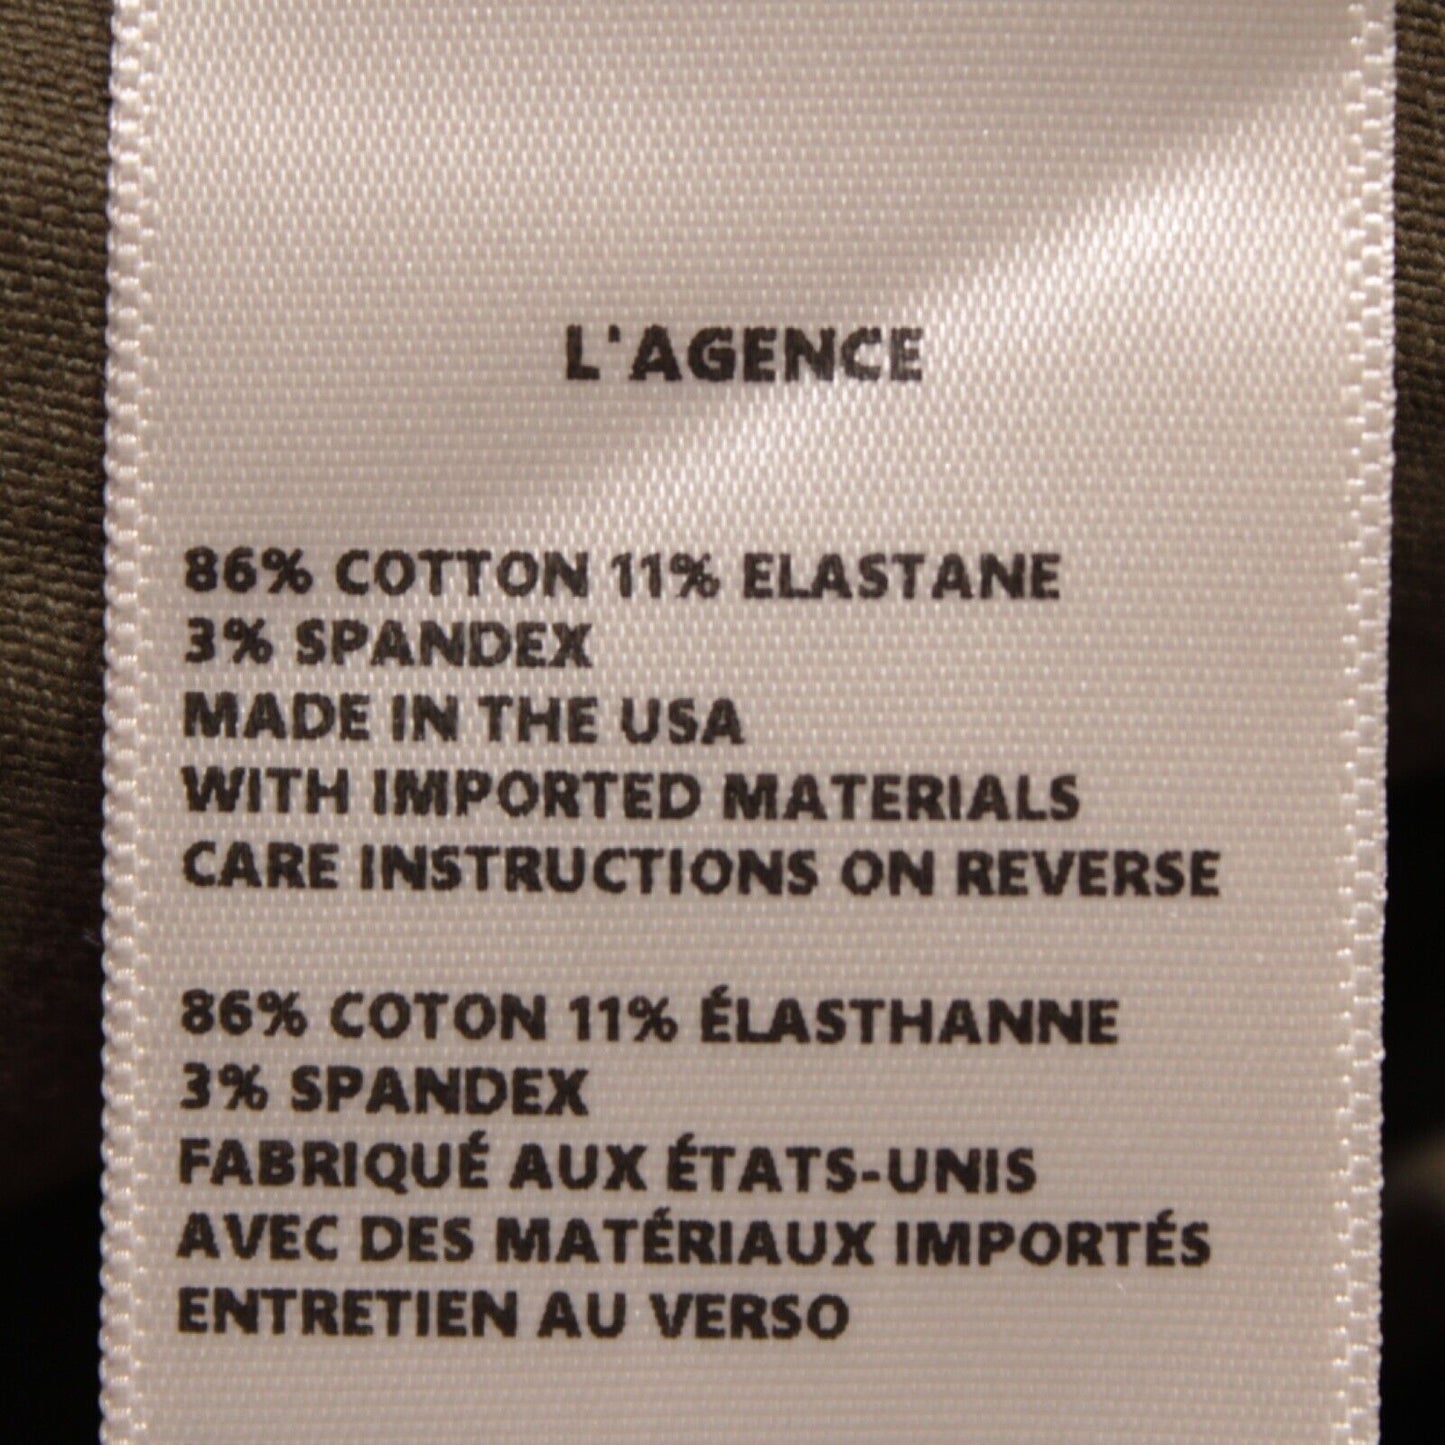 L'AGENCE
86% COTTON 11% ELASTANE
3% SPANDEX
MADE IN THE USA
WITH IMPORTED MATERIALS
CARE INSTRUCTIONS ON REVERSE
86% COTON 11% ÉLASTHANNE
3% SPANDEX
FABRIQUÉ AUX ÉTATS-UNIS
AVEC DES MATÉRIAUX IMPORTÉS
ENTRETIEN AU VERSO